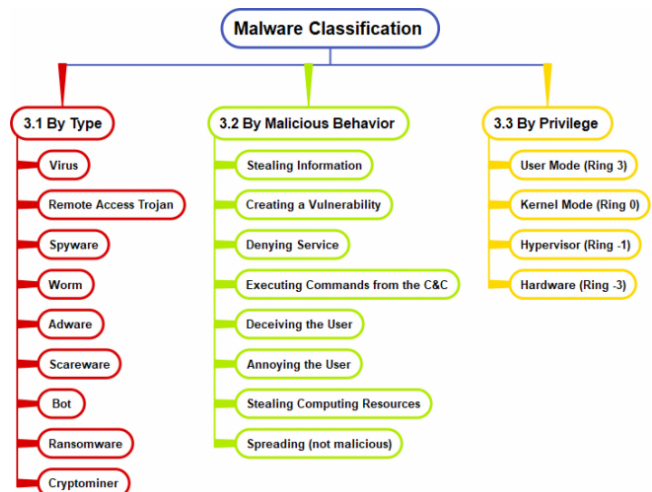 Malware Classification
3.1 By Type
Virus
Remote Access Trojan
Spyware
Worm
Adware
Scareware
Bot
Ransomware
Cryptominer
3.2 By Malicious Behavior
Stealing Information
Creating a Vulnerability
Denying Service
Executing Commands from the C&C
Deceiving the User
Annoying the User
Stealing Computing Resources
Spreading (not malicious)
3.3 By Privilege
User Mode (Ring 3)
Kernel Mode (Ring 0)
Hypervisor (Ring -1)
Hardware (Ring -3)